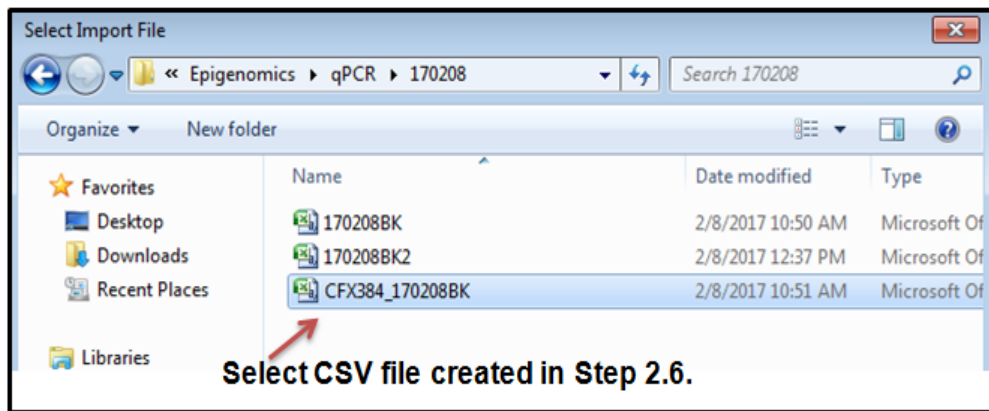 Select Import File
« Epigenomics ▸ qPCR ▸ 170208
Search 170208
Organize ▾ New folder
Favorites
Desktop
Downloads
Recent Places
Libraries
Name Date modified Type
170208BK 2/8/2017 10:50 AM Microsoft Of
170208BK2 2/8/2017 12:37 PM Microsoft Of
CFX384_170208BK 2/8/2017 10:51 AM Microsoft Of
Select CSV file created in Step 2.6.